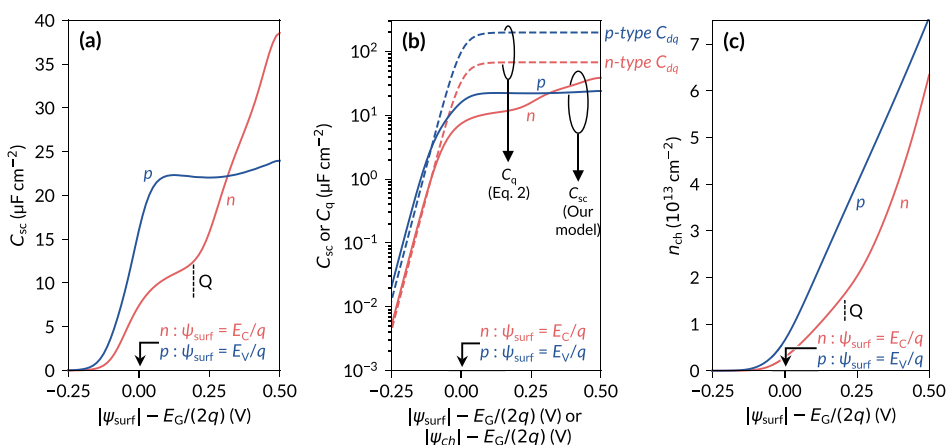 (a)
40
35
30
25
20
15
10
5
0
C_sc (μF cm⁻²)
p
n
Q
n : ψ_surf = E_C/q
p : ψ_surf = E_V/q
−0.25
0.00
0.25
0.50
|ψ_surf| − E_G/(2q) (V)
(b)
10²
10¹
10⁰
10⁻¹
10⁻²
10⁻³
C_sc or C_q (μF cm⁻²)
p-type C_dq
n-type C_dq
p
n
C_q
(Eq. 2)
C_sc
(Our
model)
n : ψ_surf = E_C/q
p : ψ_surf = E_V/q
−0.25
0.00
0.25
0.50
|ψ_surf| − E_G/(2q) (V) or
|ψ_ch| − E_G/(2q) (V)
(c)
7
6
5
4
3
2
1
0
n_ch (10¹³ cm⁻²)
p
n
Q
n : ψ_surf = E_C/q
p : ψ_surf = E_V/q
−0.25
0.00
0.25
0.50
|ψ_surf| − E_G/(2q) (V)